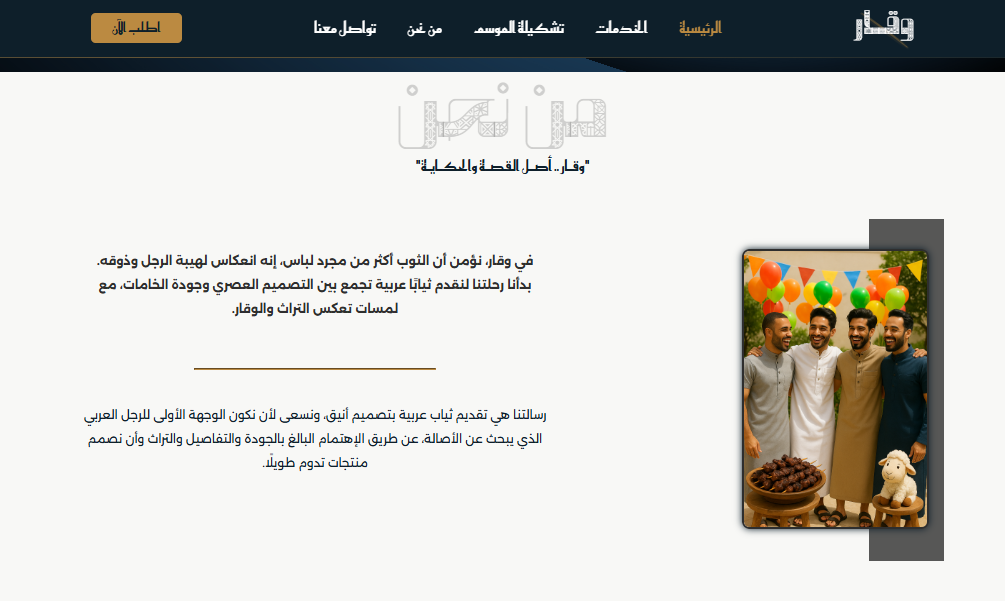 وقار
الرئيسية
الخدمات
تشكيلة الموسم
من نحن
تواصل معنا
اطلب الآن
من نحن
"وقار .. أصل القصة والحكاية"
في وقار، نؤمن أن الثوب أكثر من مجرد لباس، إنه انعكاس لهيبة الرجل وذوقه.
بدأنا رحلتنا لنقدم ثيابًا عربية تجمع بين التصميم العصري وجودة الخامات، مع
لمسات تعكس التراث والوقار.
رسالتنا هي تقديم ثياب عربية بتصميم أنيق، ونسعى لأن نكون الوجهة الأولى للرجل العربي
الذي يبحث عن الأصالة، عن طريق الإهتمام البالغ بالجودة والتفاصيل والتراث وأن نصمم
منتجات تدوم طويلًا.